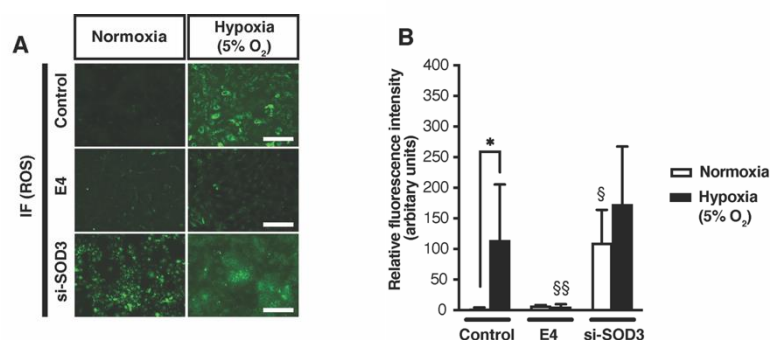 A
Normoxia
Hypoxia
(5% O₂)
IF (ROS)
Control
E4
si-SOD3
B
Relative fluorescence intensity
(arbitary units)
400
350
300
250
200
150
100
50
0
*
§§
§
Control
E4
si-SOD3
Normoxia
Hypoxia
(5% O₂)